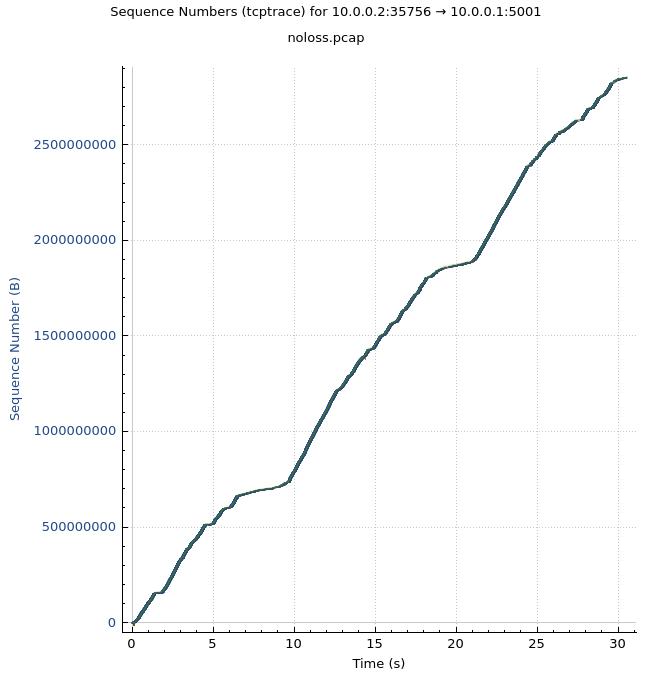 Sequence Numbers (tcptrace) for 10.0.0.2:35756 → 10.0.0.1:5001
noloss.pcap
Sequence Number (B)
2500000000
2000000000
1500000000
1000000000
500000000
0
0 5 10 15 20 25 30
Time (s)